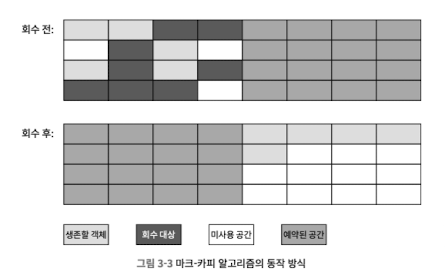 회수 전:
회수 후:
생존할 객체
회수 대상
미사용 공간
예약된 공간
그림 3-3 마크-카피 알고리즘의 동작 방식